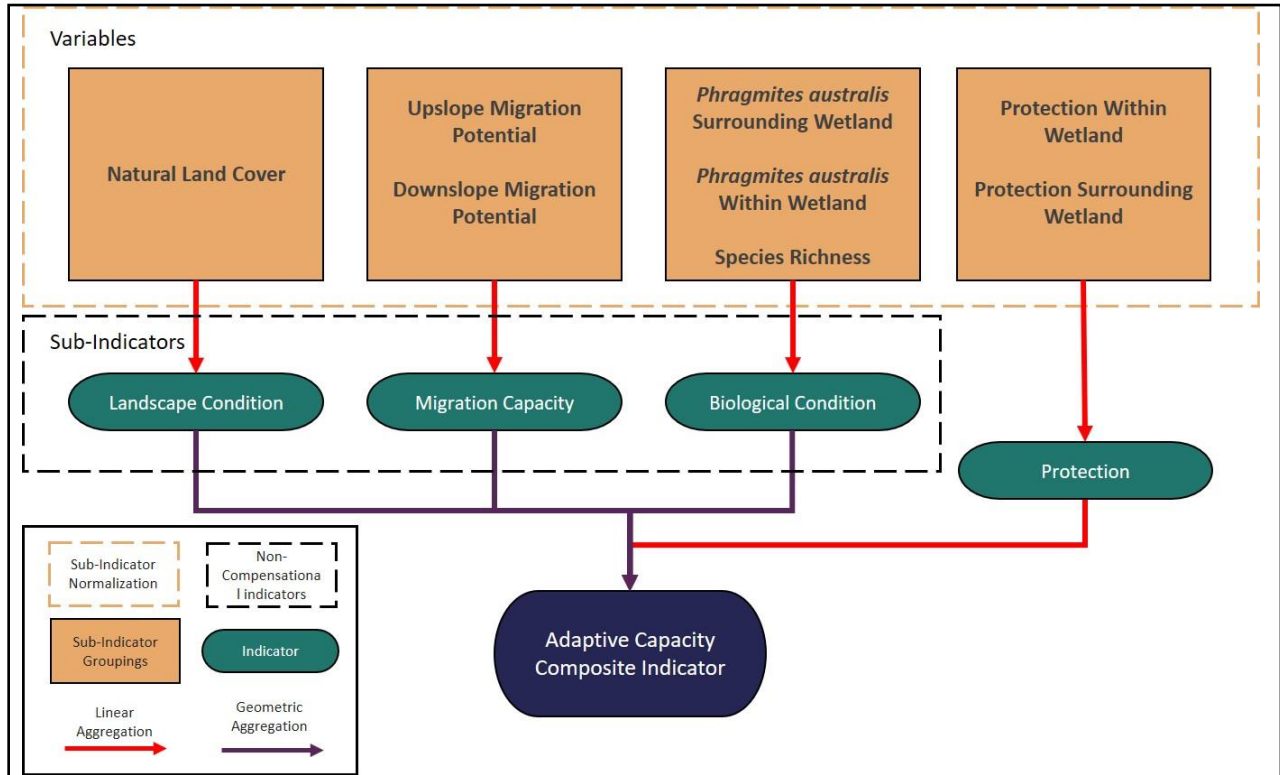 Variables
Natural Land Cover
Upslope Migration
Potential
Downslope Migration
Potential
Phragmites australis
Surrounding Wetland
Phragmites australis
Within Wetland
Species Richness
Protection Within
Wetland
Protection Surrounding
Wetland
Sub-Indicators
Landscape Condition
Migration Capacity
Biological Condition
Protection
Adaptive Capacity
Composite Indicator
Sub-Indicator
Normalization
Non-
Compensationa
l indicators
Sub-Indicator
Groupings
Indicator
Linear
Aggregation
Geometric
Aggregation